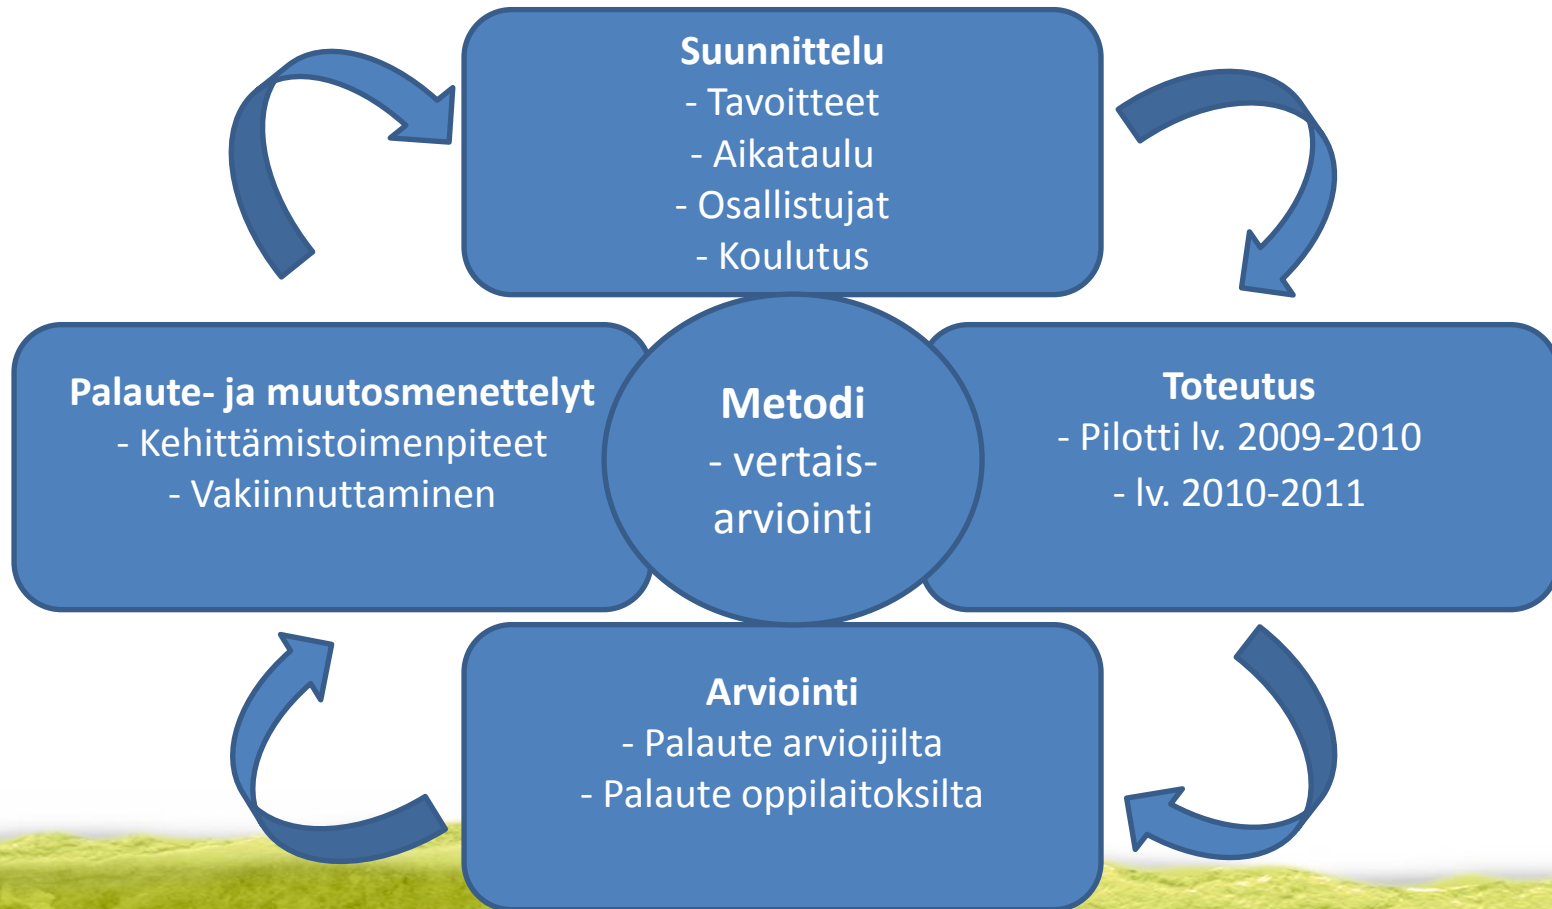 Suunnittelu
- Tavoitteet
- Aikataulu
- Osallistujat
- Koulutus
Palaute- ja muutosmenettelyt
- Kehittämistoimenpiteet
- Vakiinnuttaminen
Metodi
- vertais-
arviointi
Toteutus
- Pilotti lv. 2009-2010
- lv. 2010-2011
Arviointi
- Palaute arvioijilta
- Palaute oppilaitoksilta